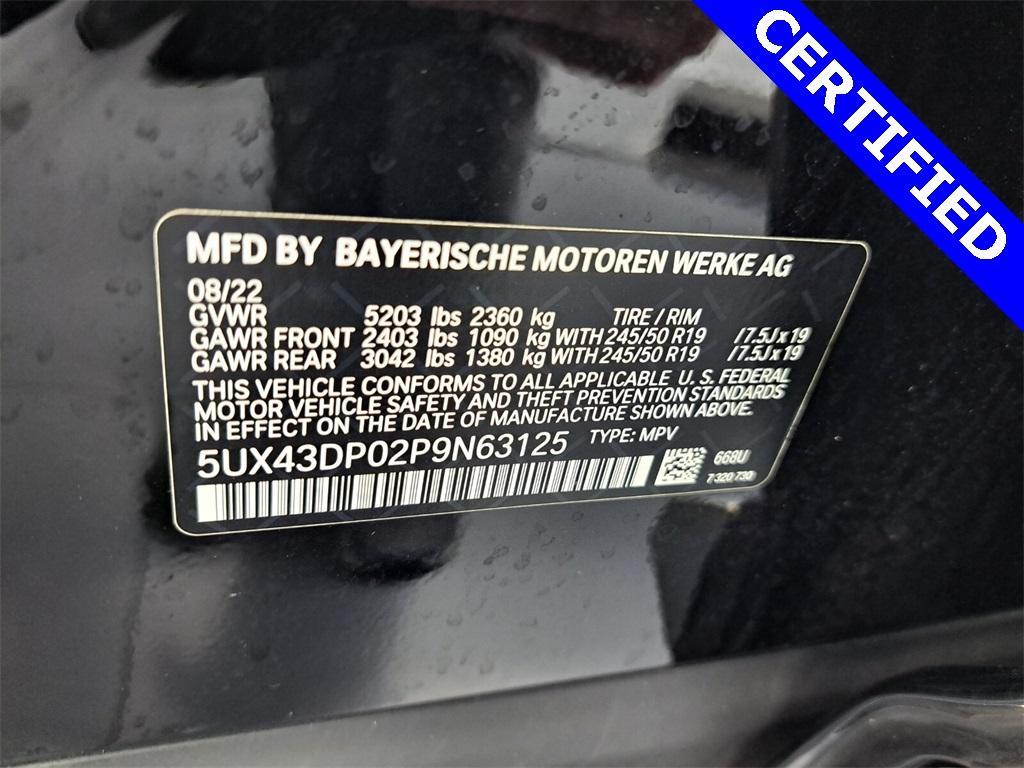 CERTIFIED
MFD BY BAYERISCHE MOTOREN WERKE AG
08/22
GVWR 5203 lbs 2360 kg TIRE / RIM
GAWR FRONT 2403 lbs 1090 kg WITH 245/50 R19 /7.5Jx19
GAWR REAR 3042 lbs 1380 kg WITH 245/50 R19 /7.5Jx19
THIS VEHICLE CONFORMS TO ALL APPLICABLE U. S. FEDERAL
MOTOR VEHICLE SAFETY AND THEFT PREVENTION STANDARDS
IN EFFECT ON THE DATE OF MANUFACTURE SHOWN ABOVE.
5UX43DP02P9N63125 TYPE: MPV
668U
7 320 730